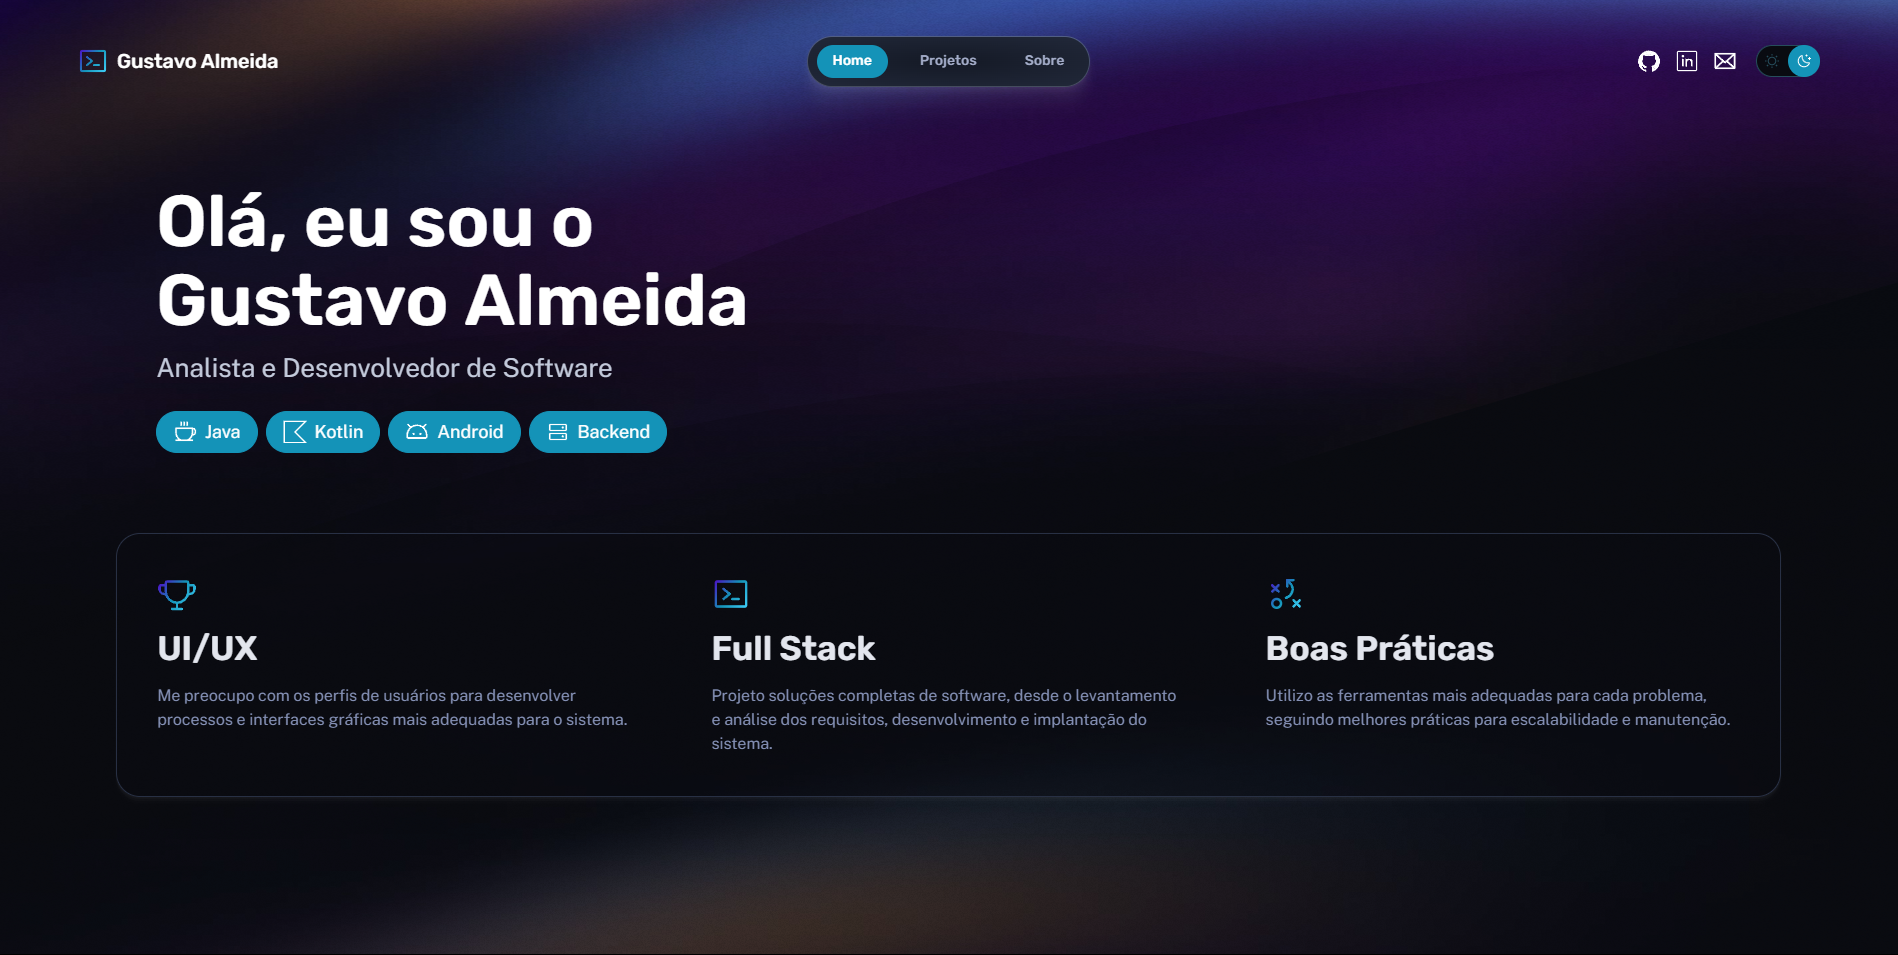 Gustavo Almeida
Home
Projetos
Sobre
Olá, eu sou o
Gustavo Almeida
Analista e Desenvolvedor de Software
Java
Kotlin
Android
Backend
UI/UX
Me preocupo com os perfis de usuários para desenvolver
processos e interfaces gráficas mais adequadas para o sistema.
Full Stack
Projeto soluções completas de software, desde o levantamento
e análise dos requisitos, desenvolvimento e implantação do
sistema.
Boas Práticas
Utilizo as ferramentas mais adequadas para cada problema,
seguindo melhores práticas para escalabilidade e manutenção.